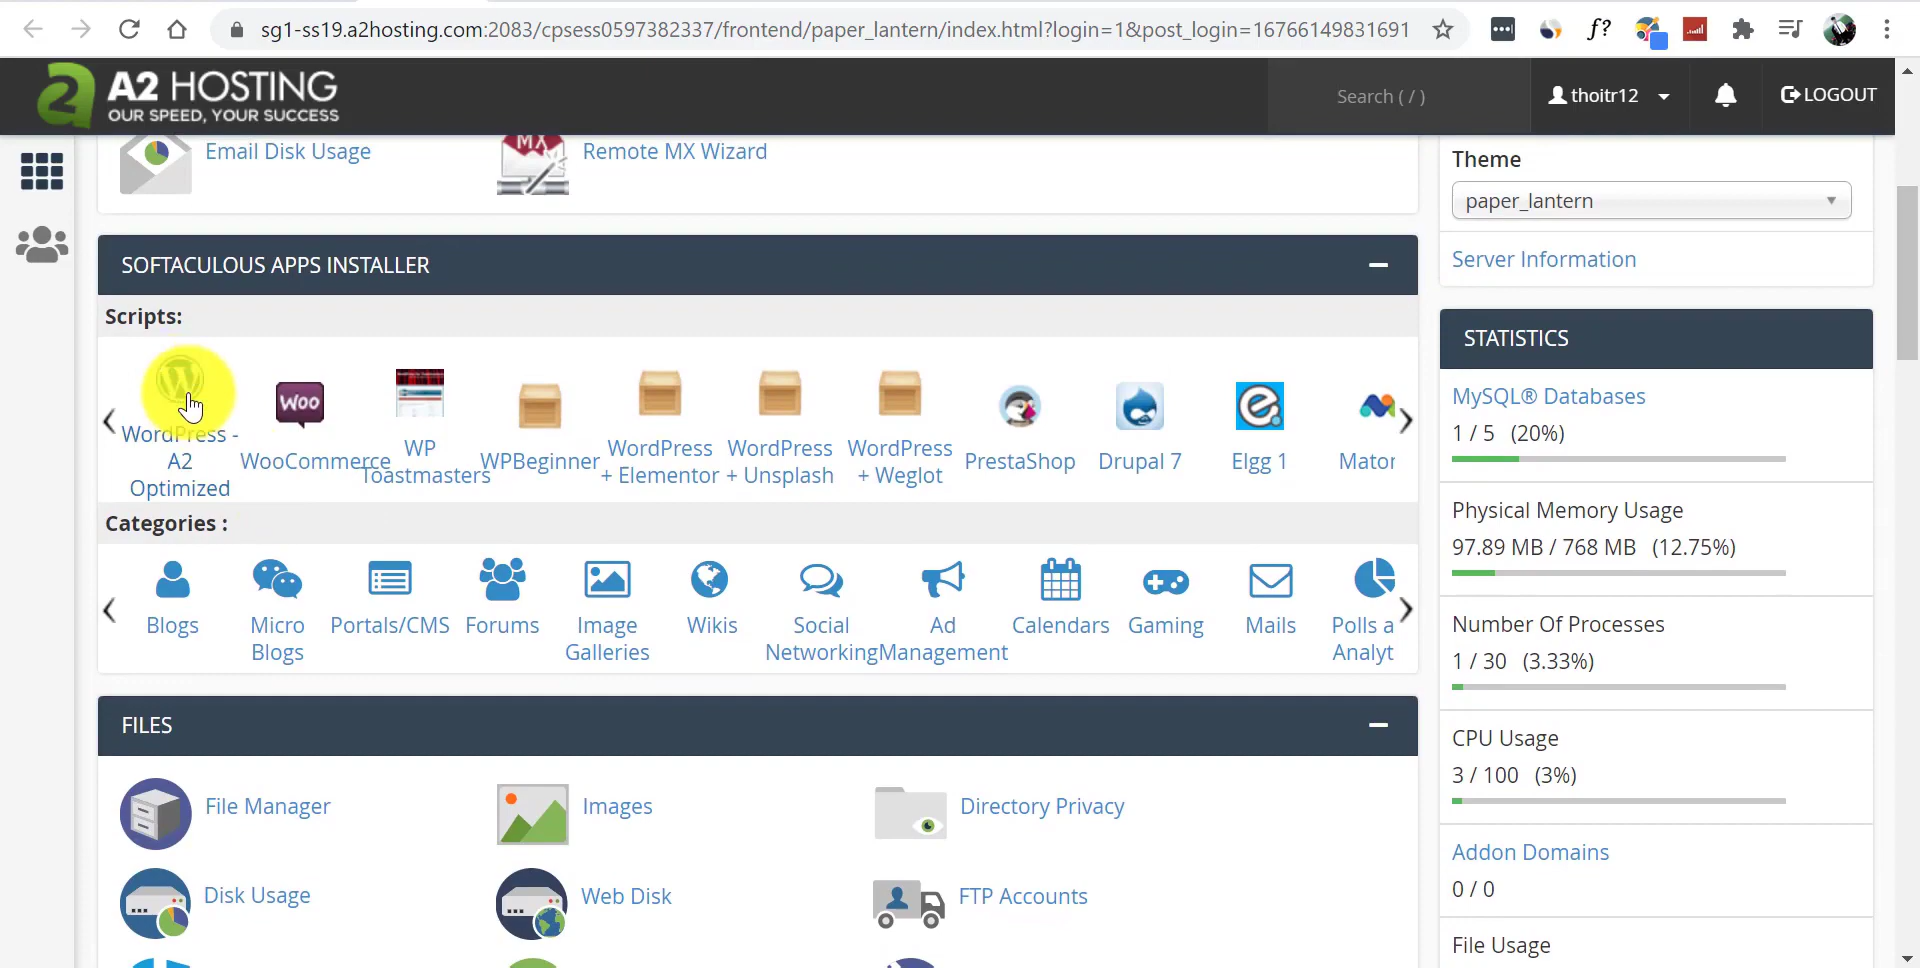 sg1-ss19.a2hosting.com:2083/cpsess0597382337/frontend/paper_lantern/index.html?login=1&post_login=16766149831691
f?
2
A2 HOSTING
OUR SPEED, YOUR SUCCESS
Search ( / )
thoitr12
LOGOUT
Email Disk Usage
MX
Remote MX Wizard
Theme
paper_lantern
Server Information
SOFTACULOUS APPS INSTALLER
Scripts:
W
Woo
WordPress - A2 Optimized
WooCommerce
WP Toastmasters
WPBeginner
WordPress + Elementor
WordPress + Unsplash
WordPress + Weglot
PrestaShop
Drupal 7
Elgg 1
Mator
Categories :
Blogs
Micro Blogs
Portals/CMS
Forums
Image Galleries
Wikis
Social Networking
Ad Management
Calendars
Gaming
Mails
Polls a
Analyt
STATISTICS
MySQL® Databases
1 / 5 (20%)
Physical Memory Usage
97.89 MB / 768 MB (12.75%)
Number Of Processes
1 / 30 (3.33%)
CPU Usage
3 / 100 (3%)
Addon Domains
0 / 0
File Usage
FILES
File Manager
Images
Directory Privacy
Disk Usage
Web Disk
FTP Accounts